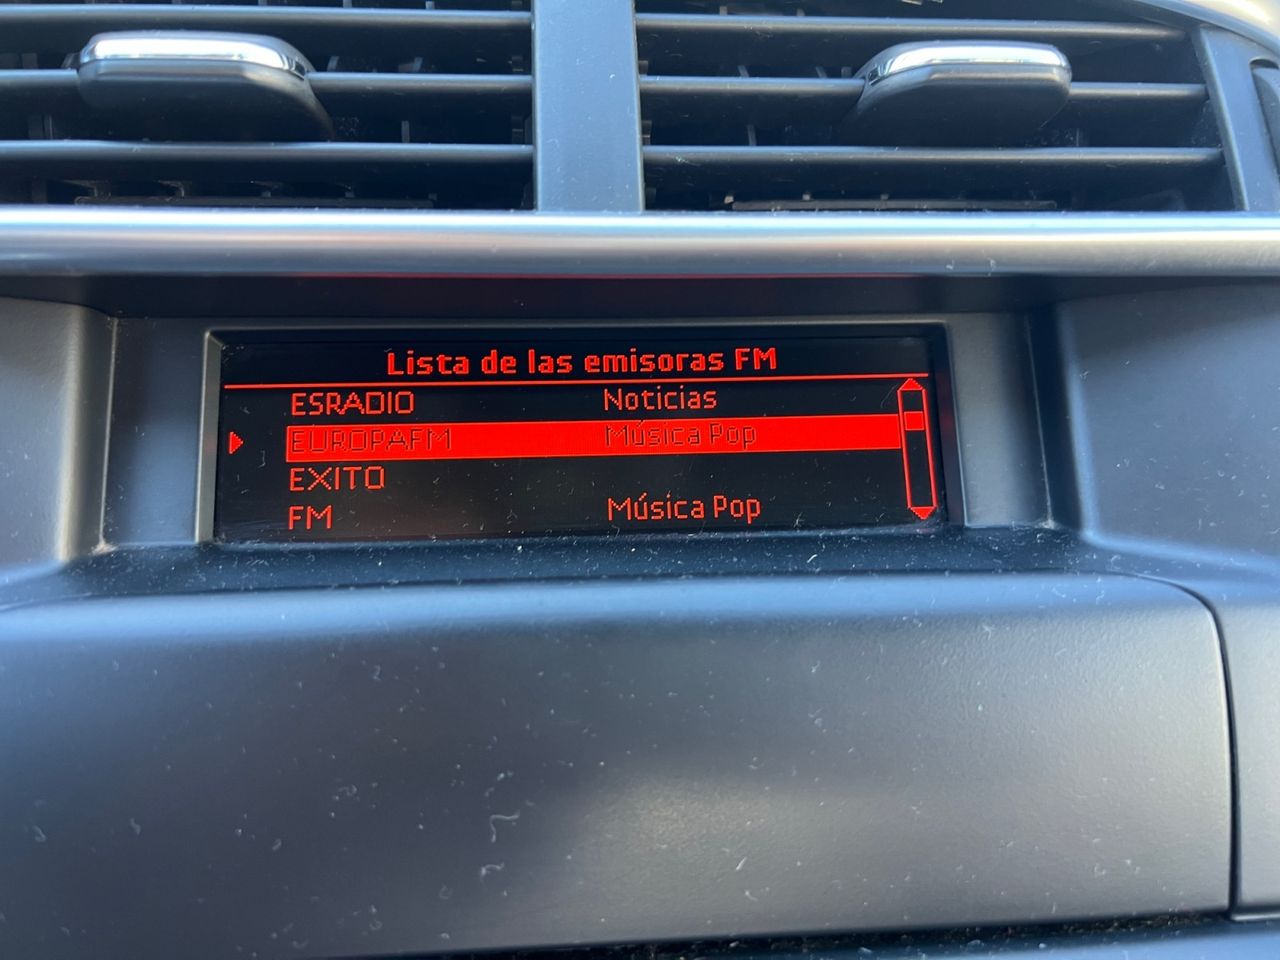 Lista de las emisoras FM
ESRADIO Noticias
EUROPAFM Música Pop
EXITO
FM Música Pop